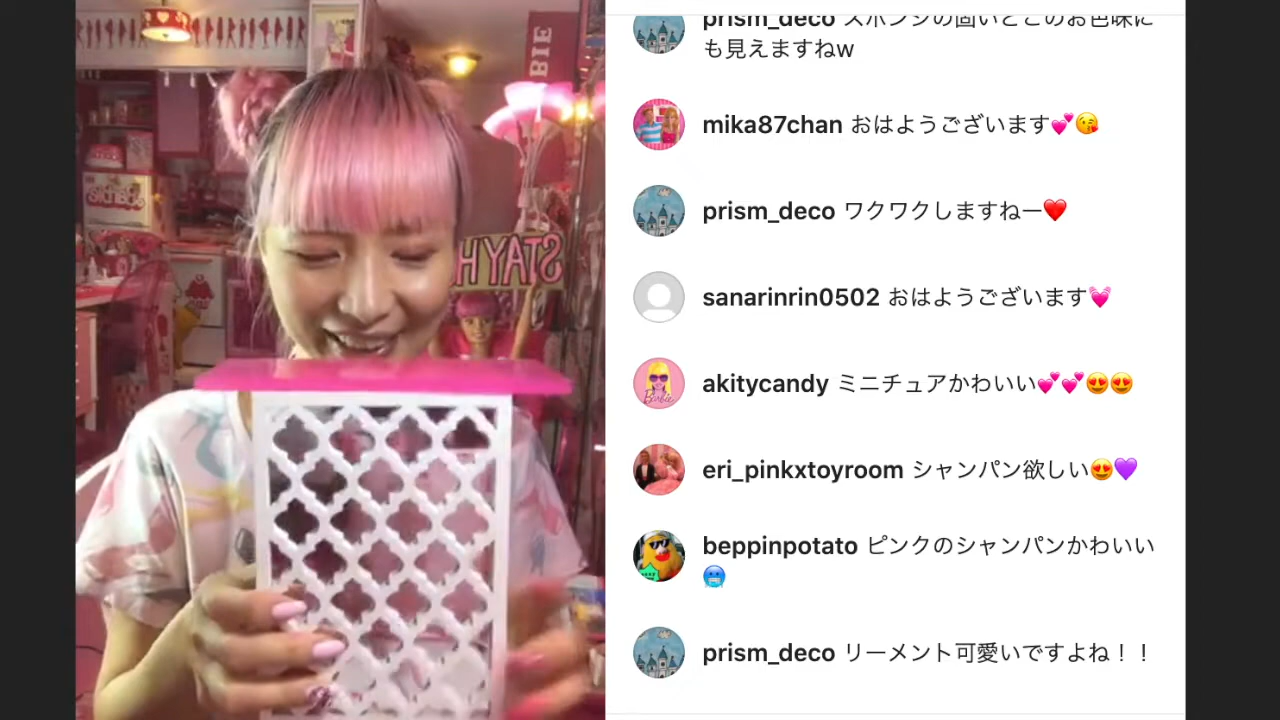 BIE
STAY H
prism_deco スポンジの固いとこのお色味に
も見えますねw
mika87chan おはようございます💕😘
prism_deco ワクワクしますねー❤️
sanarinrin0502 おはようございます💓
akitycandy ミニチュアかわいい💕💕😍😍
eri_pinkxtoyroom シャンパン欲しい😍💜
beppinpotato ピンクのシャンパンかわいい
🥶
prism_deco リーメント可愛いですよね！！